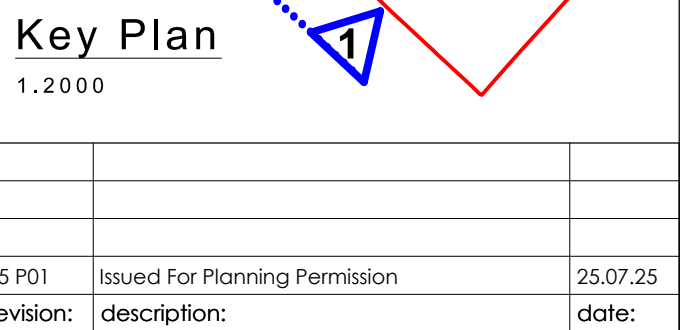 Key Plan
1
1.2000
5 P01 Issued For Planning Permission 25.07.25
evision: description: date: